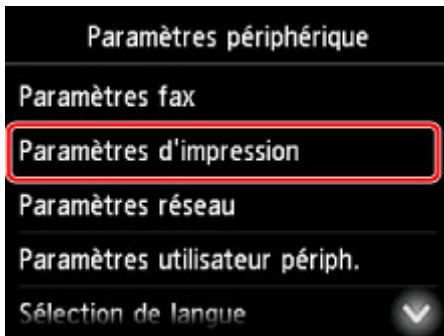 Paramètres périphérique
Paramètres fax
Paramètres d'impression
Paramètres réseau
Paramètres utilisateur périph.
Sélection de langue